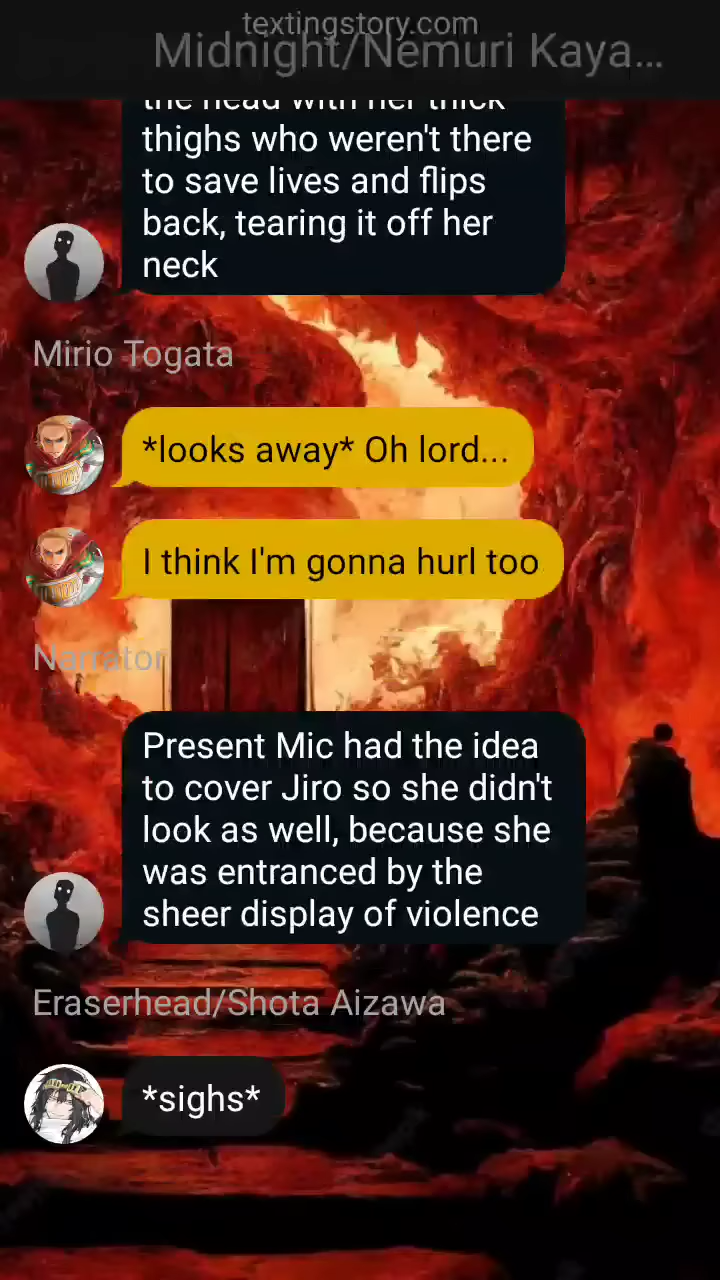 textingstory.com
Midnight/Nemuri Kaya...
the head with her thick
thighs who weren't there
to save lives and flips
back, tearing it off her
neck
Mirio Togata
*looks away* Oh lord...
I think I'm gonna hurl too
Narrator
Present Mic had the idea
to cover Jiro so she didn't
look as well, because she
was entranced by the
sheer display of violence
Eraserhead/Shota Aizawa
*sighs*